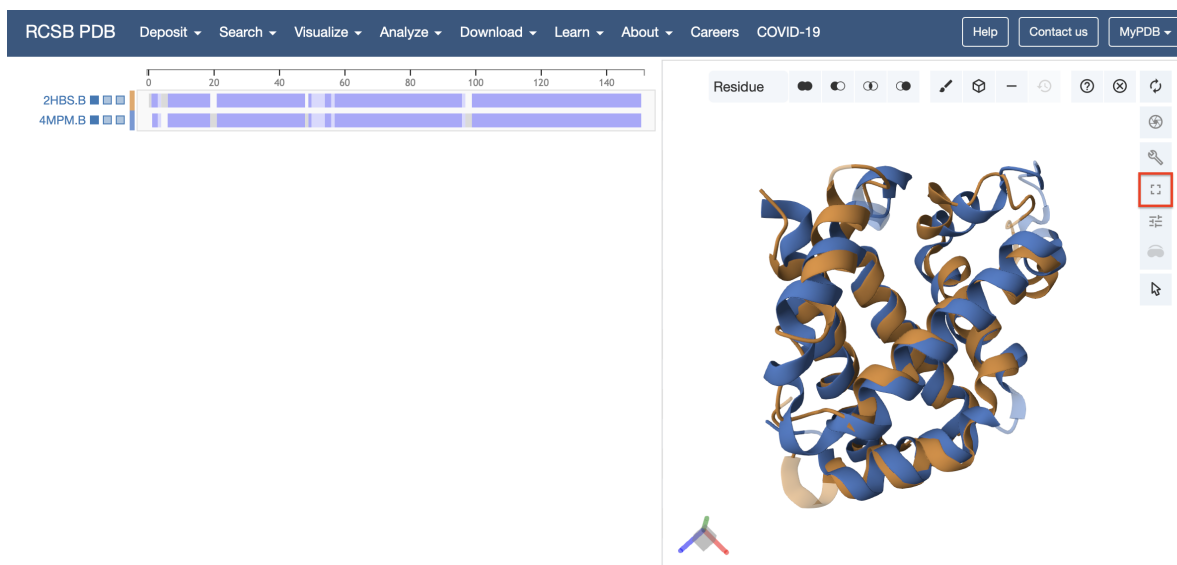 RCSB PDB Deposit Search Visualize Analyze Download Learn About Careers COVID-19 Help Contact us MyPDB
0 20 40 60 80 100 120 140
2HBS.B
4MPM.B
Residue